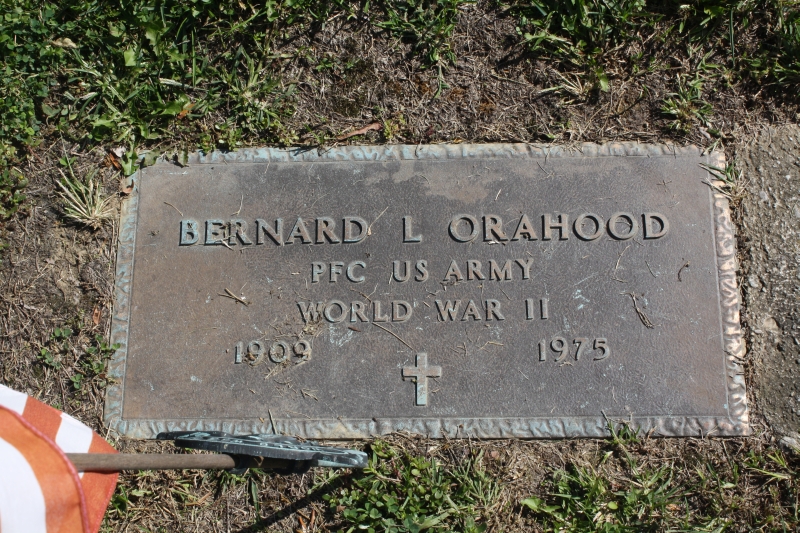 BERNARD L ORAHOOD
PFC US ARMY
WORLD WAR II
1909 1975